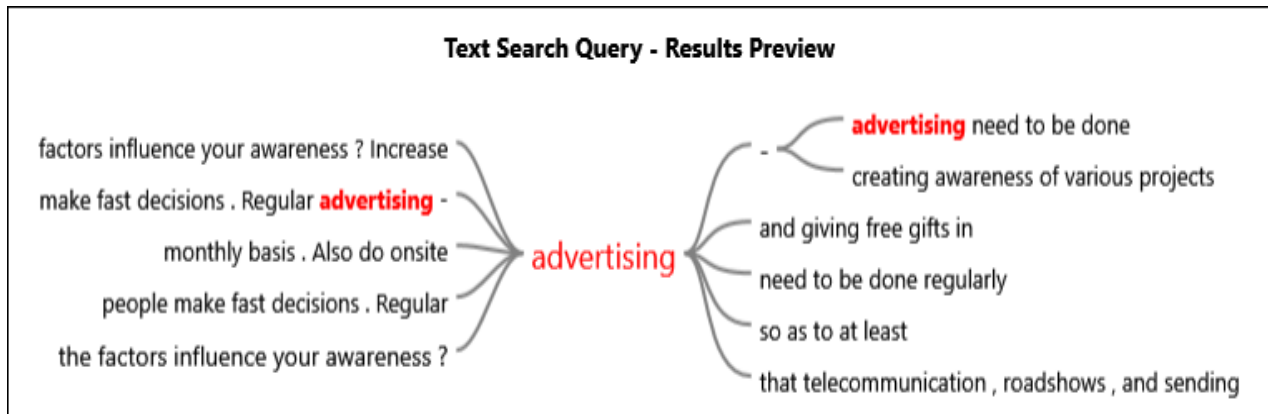 Text Search Query - Results Preview
factors influence your awareness ? Increase
make fast decisions . Regular advertising -
monthly basis . Also do onsite
people make fast decisions . Regular
the factors influence your awareness ?
advertising
-
advertising need to be done
creating awareness of various projects
and giving free gifts in
need to be done regularly
so as to at least
that telecommunication , roadshows , and sending